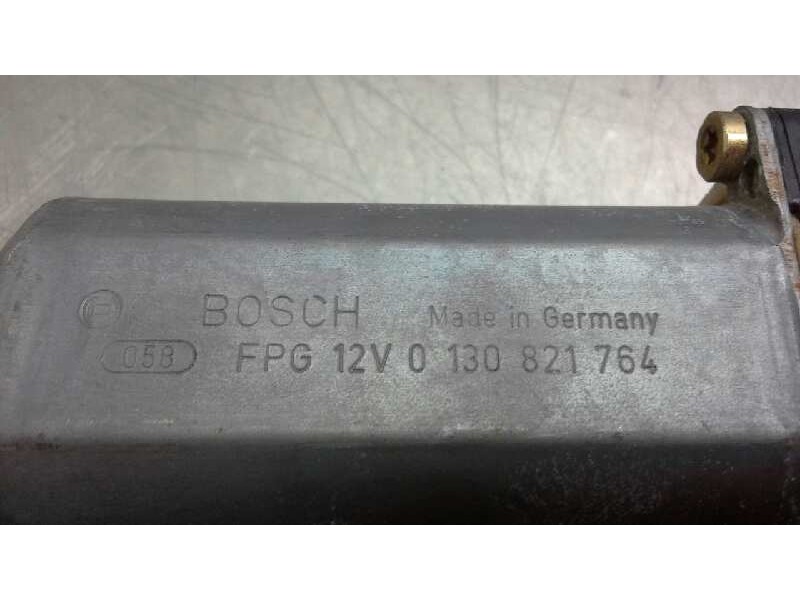 BOSCH Made in Germany
058 FPG 12V 0 130 821 764